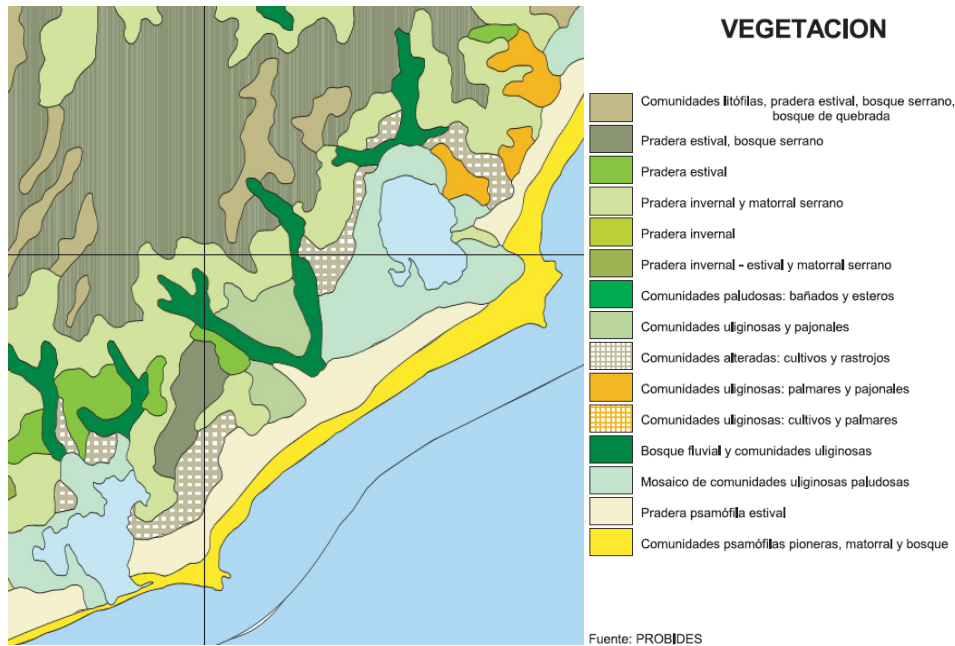 VEGETACION
Comunidades litófilas, pradera estival, bosque serrano,
bosque de quebrada
Pradera estival, bosque serrano
Pradera estival
Pradera invernal y matorral serrano
Pradera invernal
Pradera invernal - estival y matorral serrano
Comunidades paludosas: bañados y esteros
Comunidades uliginosas y pajonales
Comunidades alteradas: cultivos y rastrojos
Comunidades uliginosas: palmares y pajonales
Comunidades uliginosas: cultivos y palmares
Bosque fluvial y comunidades uliginosas
Mosaico de comunidades uliginosas paludosas
Pradera psamófila estival
Comunidades psamófilas pioneras, matorral y bosque
Fuente: PROBIDES